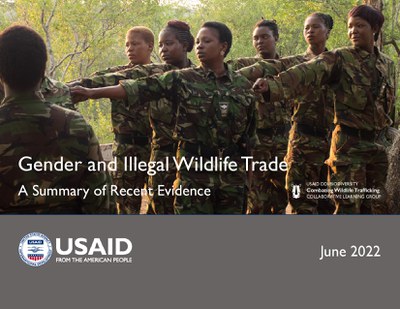 Gender and Illegal Wildlife Trade
A Summary of Recent Evidence
USAID BIODIVERSITY
Combating Wildlife Trafficking
COLLABORATIVE LEARNING GROUP
USAID
USAID
FROM THE AMERICAN PEOPLE
June 2022